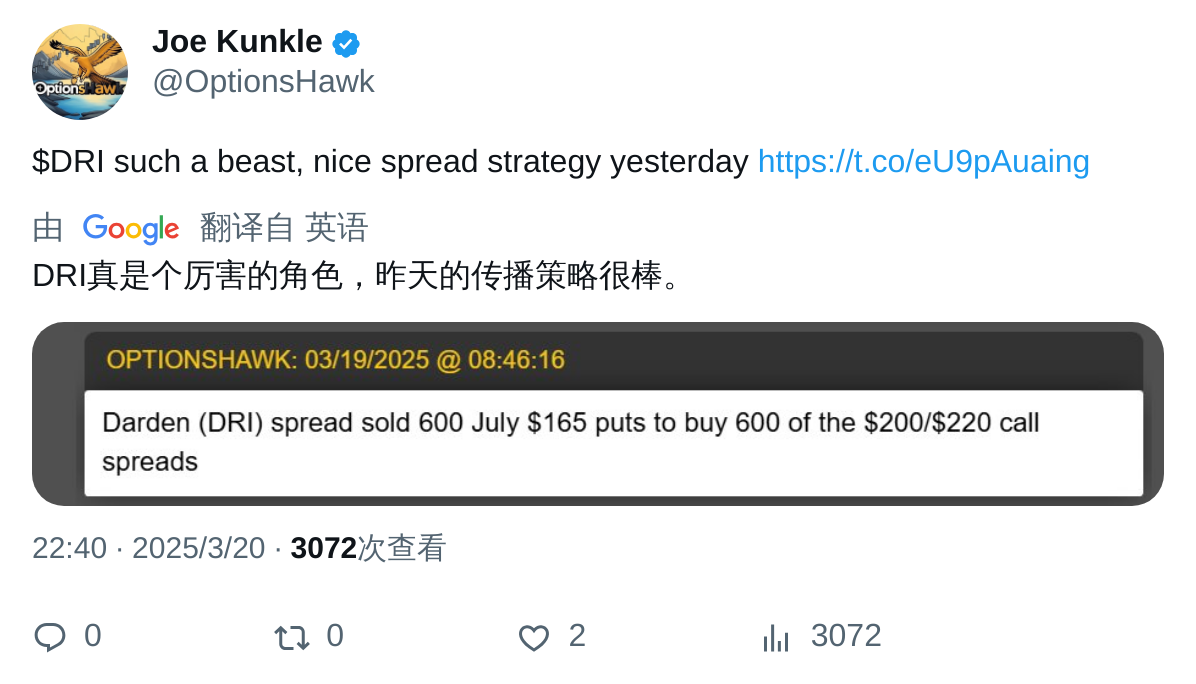 OptionsHawk
Joe Kunkle
@OptionsHawk
$DRI such a beast, nice spread strategy yesterday https://t.co/eU9pAuaing
由 Google 翻译自 英语
DRI真是个厉害的角色，昨天的传播策略很棒。
OPTIONSHAWK: 03/19/2025 @ 08:46:16
Darden (DRI) spread sold 600 July $165 puts to buy 600 of the $200/$220 call
spreads
22:40 · 2025/3/20 · 3072次查看
0 0 2 3072